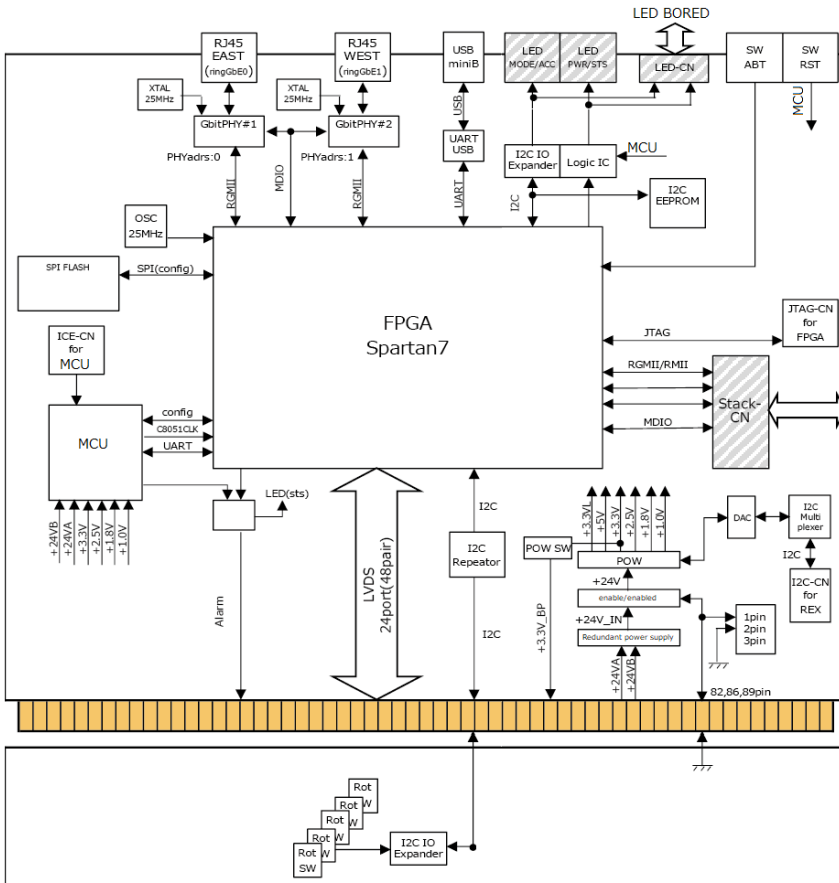 LED BORED
RJ45
EAST
(ringGbE0)
RJ45
WEST
(ringGbE1)
USB
miniB
LED
MODE/ACC
LED
PWR/STS
LED-CN
SW
ABT
SW
RST
XTAL
25MHz
XTAL
25MHz
USB
MCU
GbitPHY#1
GbitPHY#2
UART
USB
I2C IO
Expander
Logic IC
MCU
PHYadrs:0
PHYadrs:1
RGMII
MDIO
RGMII
UART
I2C
I2C
EEPROM
OSC
25MHz
SPI FLASH
SPI(config)
FPGA
Spartan7
JTAG
JTAG-CN
for
FPGA
ICE-CN
for
MCU
RGMII/RMII
Stack-
CN
MDIO
MCU
config
C8051CLK
UART
LED(sts)
+24VB
+24VA
+3.3V
+2.5V
+1.8V
+1.0V
Alarm
LVDS
24port(48pair)
I2C
I2C
Repeator
I2C
+3.3VL
+5V
+3.3V
+2.5V
+1.8V
+1.0V
POW SW
POW
DAC
I2C
Multi
plexer
I2C
I2C-CN
for
REX
+24V
enable/enabled
+24V_IN
Redundant power supply
+3.3V_BP
+24VA
+24VB
1pin
2pin
3pin
82,86,89pin
Rot
W
Rot
W
Rot
W
Rot
SW
I2C IO
Expander